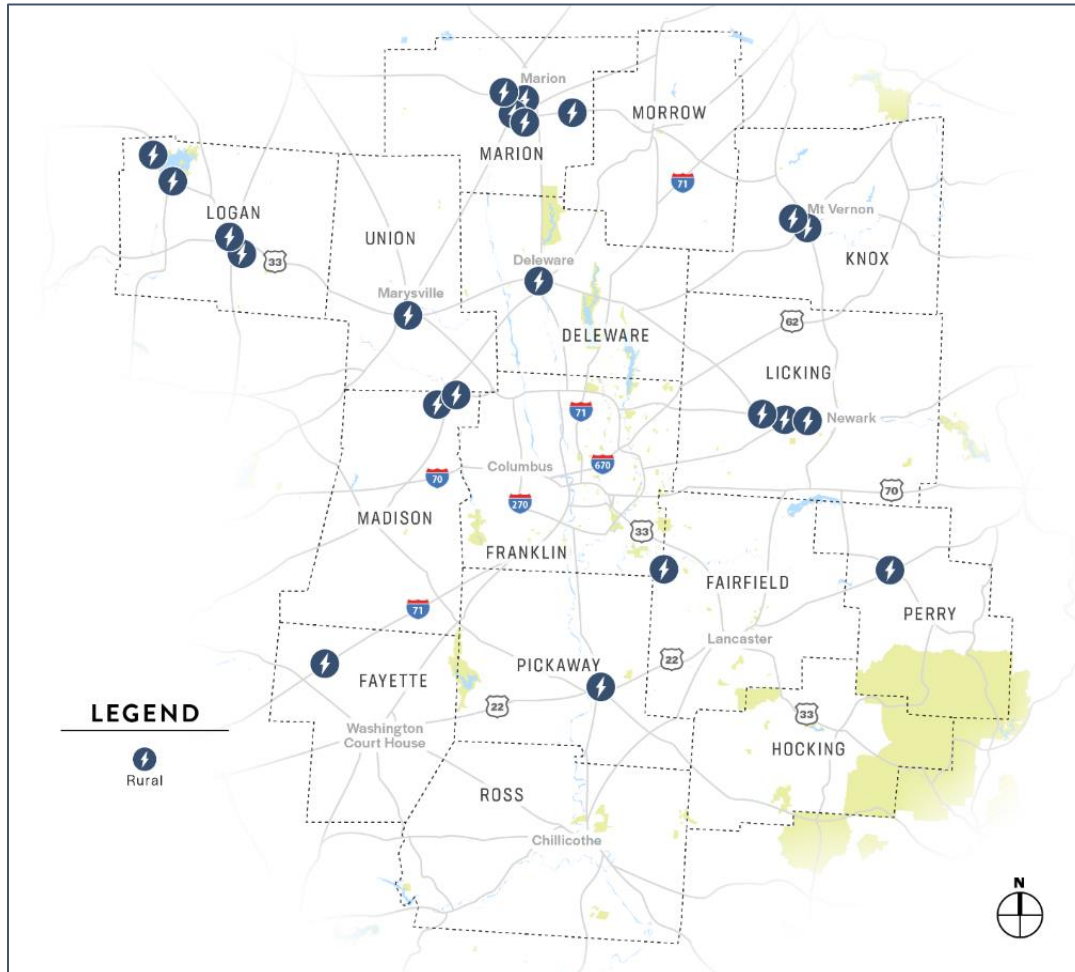 Marion
MORROW
MARION
71
LOGAN
Mt Vernon
UNION
33
Deleware
KNOX
Marysville
62
DELEWARE
LICKING
71
Newark
Columbus
670
70
70
270
MADISON
33
FRANKLIN
FAIRFIELD
71
PERRY
Lancaster
22
PICKAWAY
FAYETTE
22
33
LEGEND
Washington
Court House
HOCKING
Rural
ROSS
Chillicothe
N